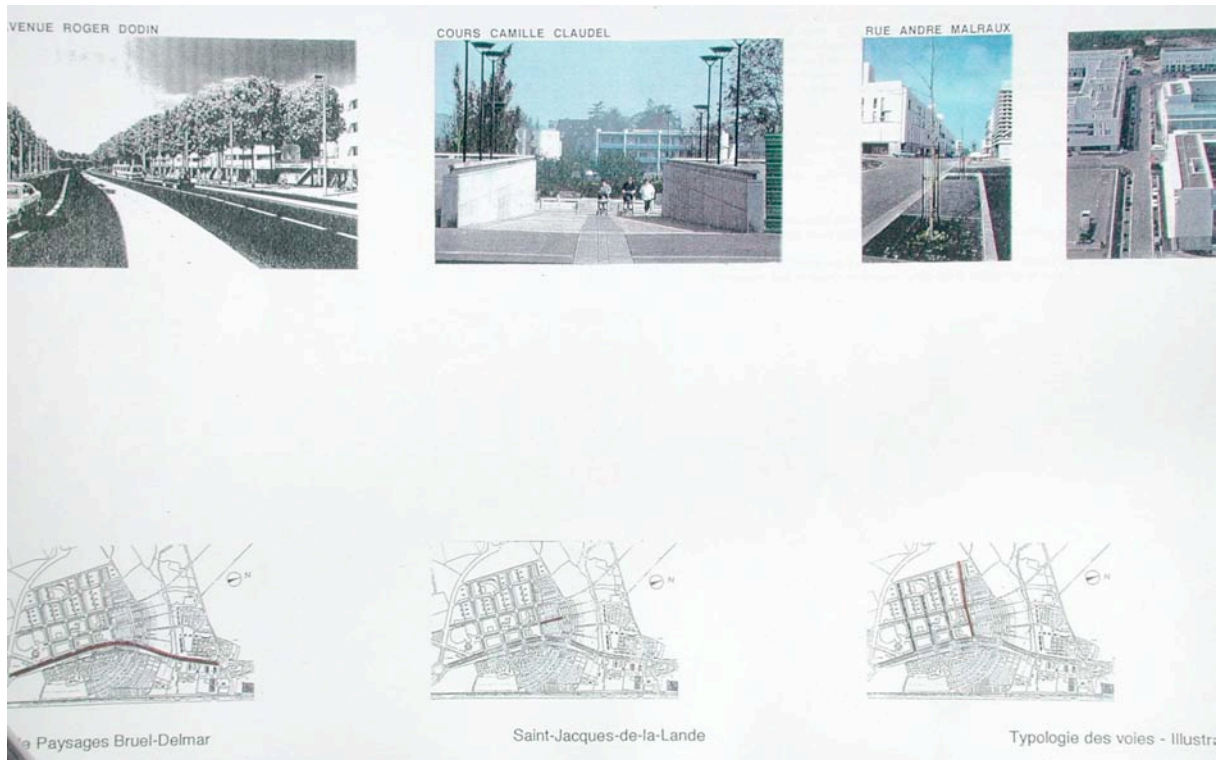 VENUE ROGER DODIN
COURS CAMILLE CLAUDEL
RUE ANDRE MALRAUX
N
N
N
Paysages Bruel-Delmar
Saint-Jacques-de-la-Lande
Typologie des voies - Illustra